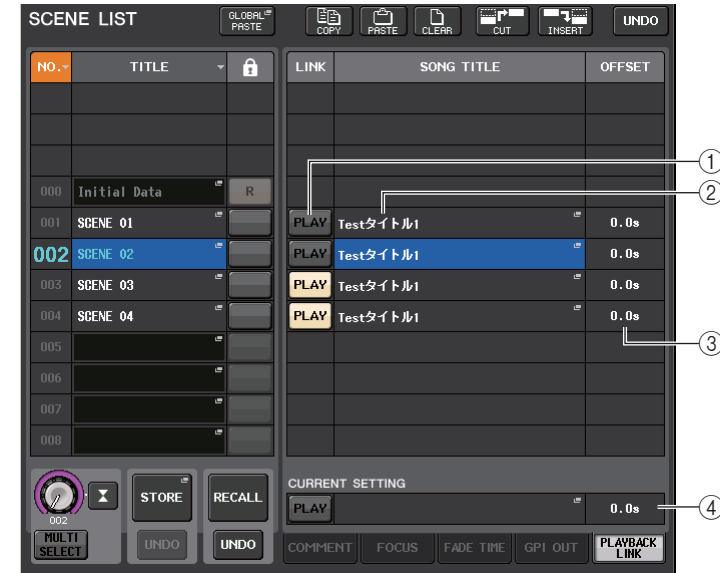 SCENE LIST GLOBAL PASTE COPY PASTE CLEAR CUT INSERT UNDO
NO. TITLE LINK SONG TITLE OFFSET
①
000 Initial Data R ②
001 SCENE 01 PLAY Testタイトル1 0.0s
002 SCENE 02 PLAY Testタイトル1 0.0s
003 SCENE 03 PLAY Testタイトル1 0.0s
004 SCENE 04 PLAY Testタイトル1 0.0s
005 ③
006
007
008
CURRENT SETTING
STORE RECALL PLAY 0.0s ④
002
MULTI SELECT UNDO UNDO COMMENT FOCUS FADE TIME GPI OUT PLAYBACK LINK